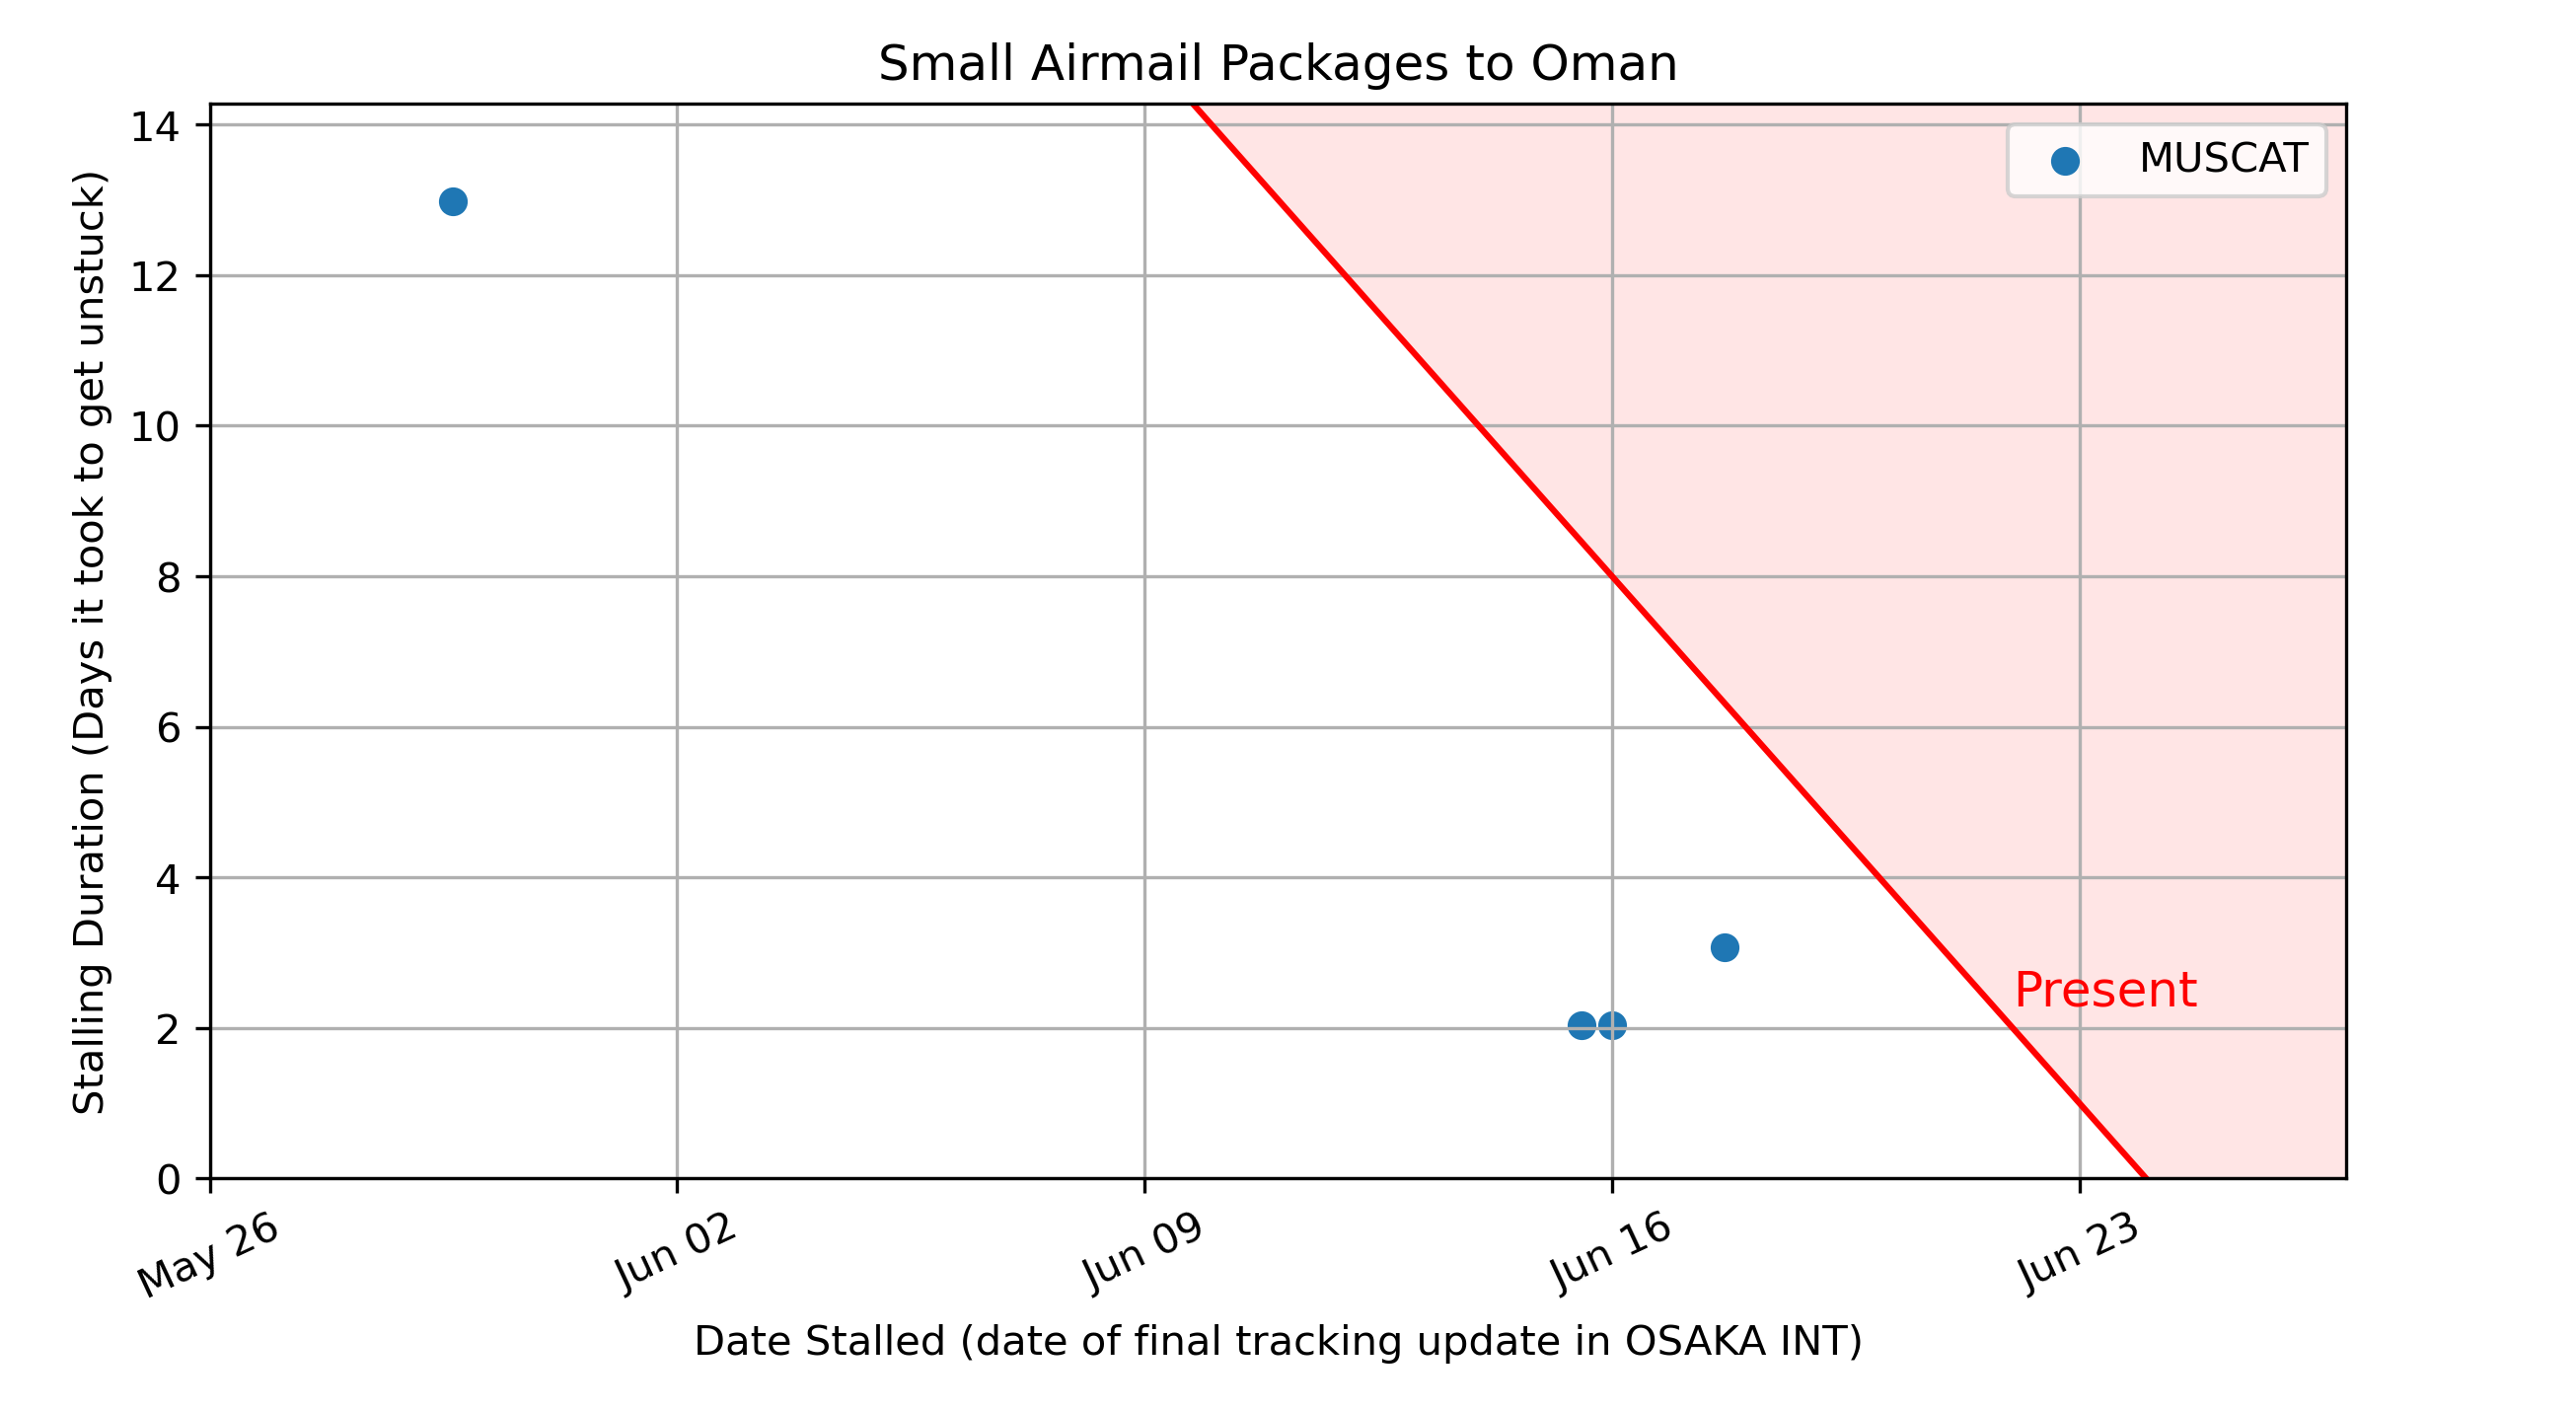 Small Airmail Packages to Oman
Stalling Duration (Days it took to get unstuck)
14
12
10
8
6
4
2
0
MUSCAT
Present
May 26
Jun 02
Jun 09
Jun 16
Jun 23
Date Stalled (date of final tracking update in OSAKA INT)